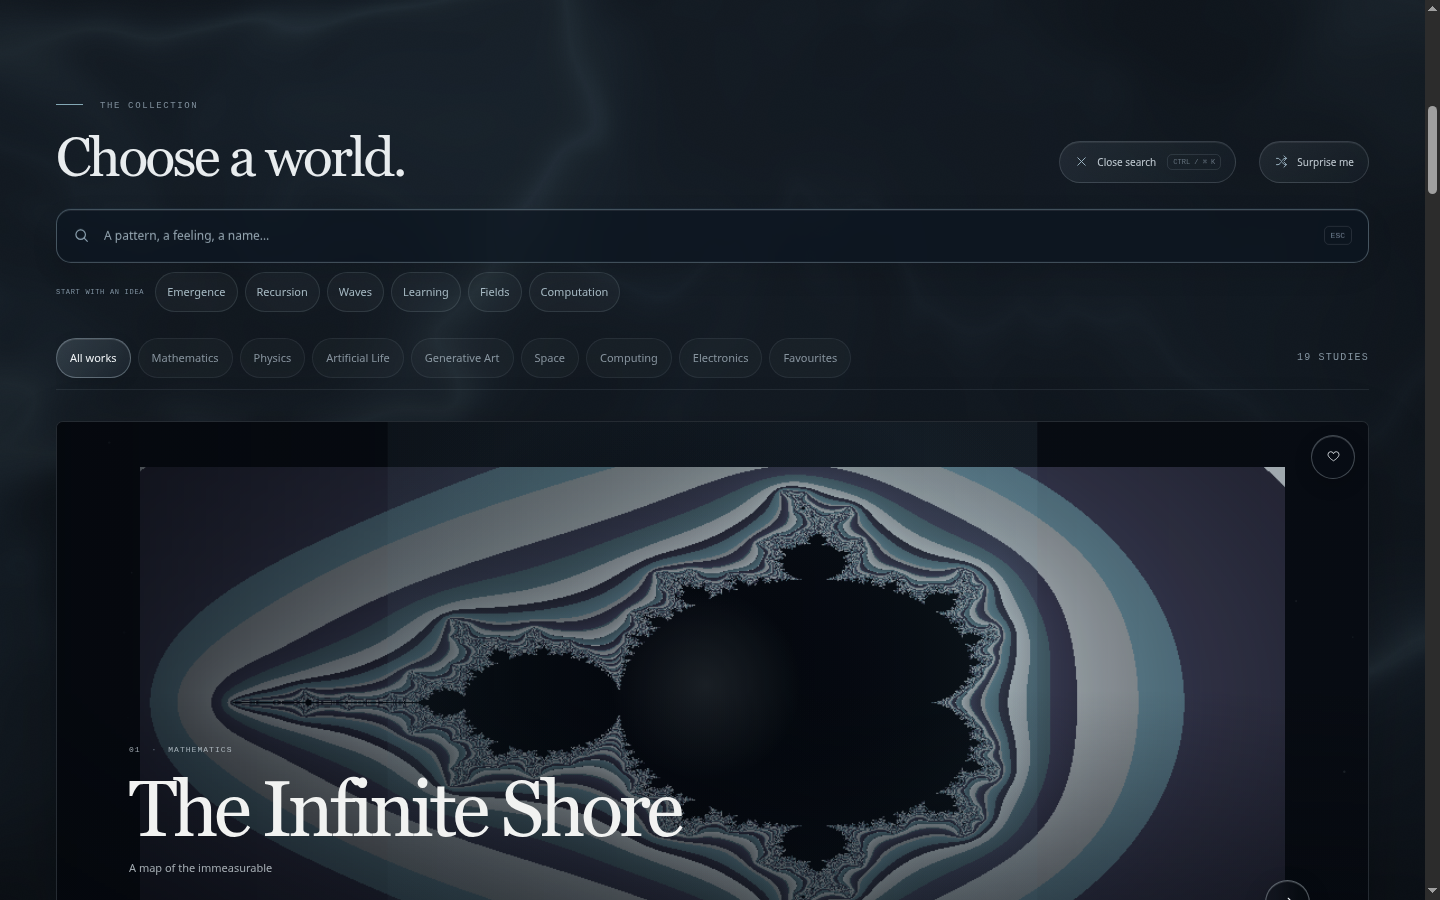 THE COLLECTION
Choose a world.
Close search CTRL / ⌘ K
Surprise me
A pattern, a feeling, a name...
ESC
START WITH AN IDEA Emergence Recursion Waves Learning Fields Computation
All works Mathematics Physics Artificial Life Generative Art Space Computing Electronics Favourites 19 STUDIES
01 · MATHEMATICS
The Infinite Shore
A map of the immeasurable